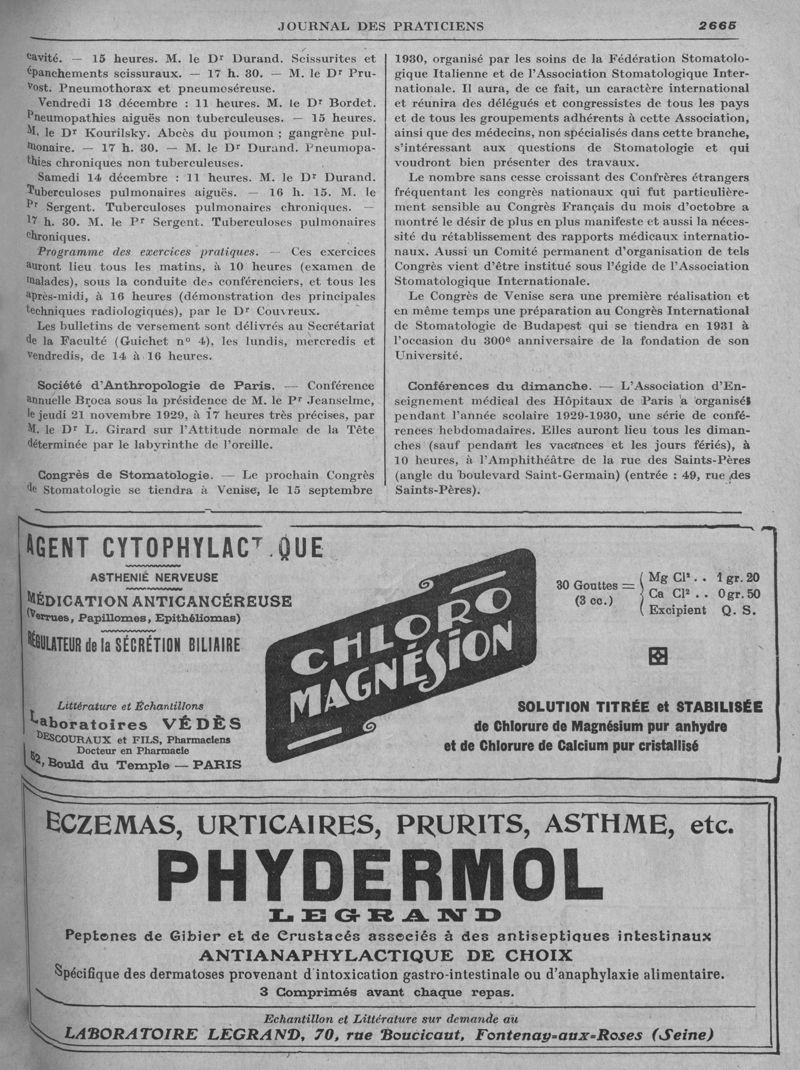 JOURNAL DES PRATICIENS 2665
cavité. — 15 heures. M. le Dr Durand. Scissurites et
épanchements scissuraux. — 17 h. 30. — M. le Dr Pru-
vost. Pneumothorax et pneumoséreuse.
Vendredi 13 décembre : 11 heures. M. le Dr Bordet.
Pneumopathies aiguës non tuberculeuses. — 15 heures.
M. le Dr Kourilsky. Abcès du poumon ; gangrène pul-
monaire. — 17 h. 30. — M. le Dr Durand. Pneumopa-
thies chroniques non tuberculeuses.
Samedi 14 décembre : 11 heures. M. le Dr Durand.
Tuberculoses pulmonaires aiguës. — 16 h. 15. M. le
Pr Sergent. Tuberculoses pulmonaires chroniques. —
17 h. 30. M. le Pr Sergent. Tuberculoses pulmonaires
chroniques.
Programme des exercices pratiques. — Ces exercices
auront lieu tous les matins, à 10 heures (examen de
malades), sous la conduite des conférenciers, et tous les
après-midi, à 16 heures (démonstration des principales
techniques radiologiques), par le Dr Couvreux.
Les bulletins de versement sont délivrés au Secrétariat
de la Faculté (Guichet n° 4), les lundis, mercredis et
vendredis, de 14 à 16 heures.
Société d'Anthropologie de Paris. — Conférence
annuelle Broca sous la présidence de M. le Pr Jeanselme,
le jeudi 21 novembre 1929, à 17 heures très précises, par
M. le Dr L. Girard sur l'Attitude normale de la Tête
déterminée par le labyrinthe de l'oreille.
Congrès de Stomatologie. — Le prochain Congrès
de Stomatologie se tiendra à Venise, le 15 septembre
1930, organisé par les soins de la Fédération Stomatolo-
gique Italienne et de l'Association Stomatologique Inter-
nationale. Il aura, de ce fait, un caractère international
et réunira des délégués et congressistes de tous les pays
et de tous les groupements adhérents à cette Association,
ainsi que des médecins, non spécialisés dans cette branche,
s'intéressant aux questions de Stomatologie et qui
voudront bien présenter des travaux.
Le nombre sans cesse croissant des Confrères étrangers
fréquentant les congrès nationaux qui fut particulière-
ment sensible au Congrès Français du mois d'octobre a
montré le désir de plus en plus manifeste et aussi la néces-
sité du rétablissement des rapports médicaux internatio-
naux. Aussi un Comité permanent d'organisation de tels
Congrès vient d'être institué sous l'égide de l'Association
Stomatologique Internationale.
Le Congrès de Venise sera une première réalisation et
en même temps une préparation au Congrès International
de Stomatologie de Budapest qui se tiendra en 1931 à
l'occasion du 300e anniversaire de la fondation de son
Université.
Conférences du dimanche. — L'Association d'En-
seignement médical des Hôpitaux de Paris a organisé
pendant l'année scolaire 1929-1930, une série de confé-
rences hebdomadaires. Elles auront lieu tous les diman-
ches (sauf pendant les vacances et les jours fériés), à
10 heures, à l'Amphithéâtre de la rue des Saints-Pères
(angle du boulevard Saint-Germain) (entrée : 49, rue des
Saints-Pères).
AGENT CYTOPHYLACTIQUE
ASTHENIE NERVEUSE
MÉDICATION ANTICANCÉREUSE
(Verrues, Papillomes, Epithéliomas)
RÉGULATEUR de la SÉCRÉTION BILIAIRE
Littérature et Échantillons
Laboratoires VÉDÈS
DESCOURAUX et FILS, Pharmaciens
Docteur en Pharmacie
52, Bould du Temple — PARIS
CHLORO
MAGNÉSION
30 Gouttes =
(3 cc.)
Mg Cl² . . 1 gr. 20
Ca Cl² . . 0 gr. 50
Excipient Q. S.
SOLUTION TITRÉE et STABILISÉE
de Chlorure de Magnésium pur anhydre
et de Chlorure de Calcium pur cristallisé
ECZEMAS, URTICAIRES, PRURITS, ASTHME, etc.
PHYDERMOL
LEGRAND
Peptones de Gibier et de Crustacés associés à des antiseptiques intestinaux
ANTIANAPHYLACTIQUE DE CHOIX
Spécifique des dermatoses provenant d'intoxication gastro-intestinale ou d'anaphylaxie alimentaire.
3 Comprimés avant chaque repas.
Echantillon et Littérature sur demande au
LABORATOIRE LEGRAND, 70, rue Boucicaut, Fontenay-aux-Roses (Seine)